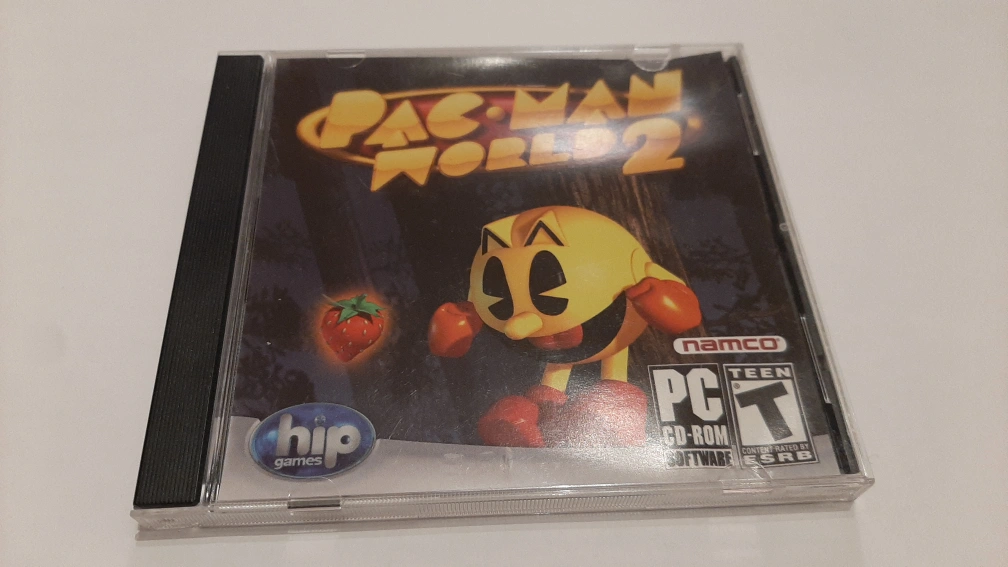 PAC-MAN
WORLD 2
namco
PC
CD-ROM
SOFTWARE
TEEN
T
CONTENT RATED BY
ESRB
hip
games